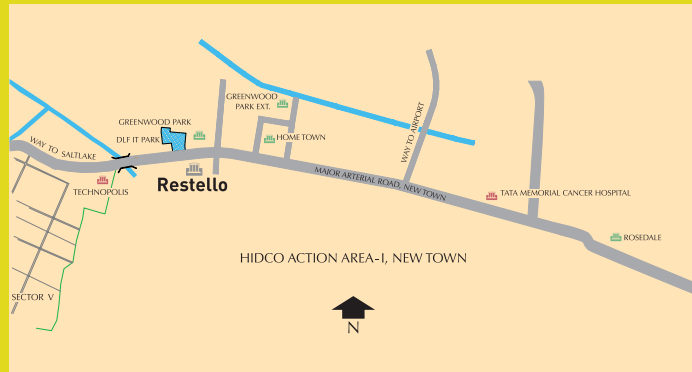 GREENWOOD
PARK EXT.
GREENWOOD PARK
DLF IT PARK
HOME TOWN
WAY TO AIRPORT
WAY TO SALTLAKE
TECHNOPOLIS
Restello
MAJOR ARTERIAL ROAD, NEW TOWN
TATA MEMORIAL CANCER HOSPITAL
ROSEDALE
HIDCO ACTION AREA-I, NEW TOWN
SECTOR V
N